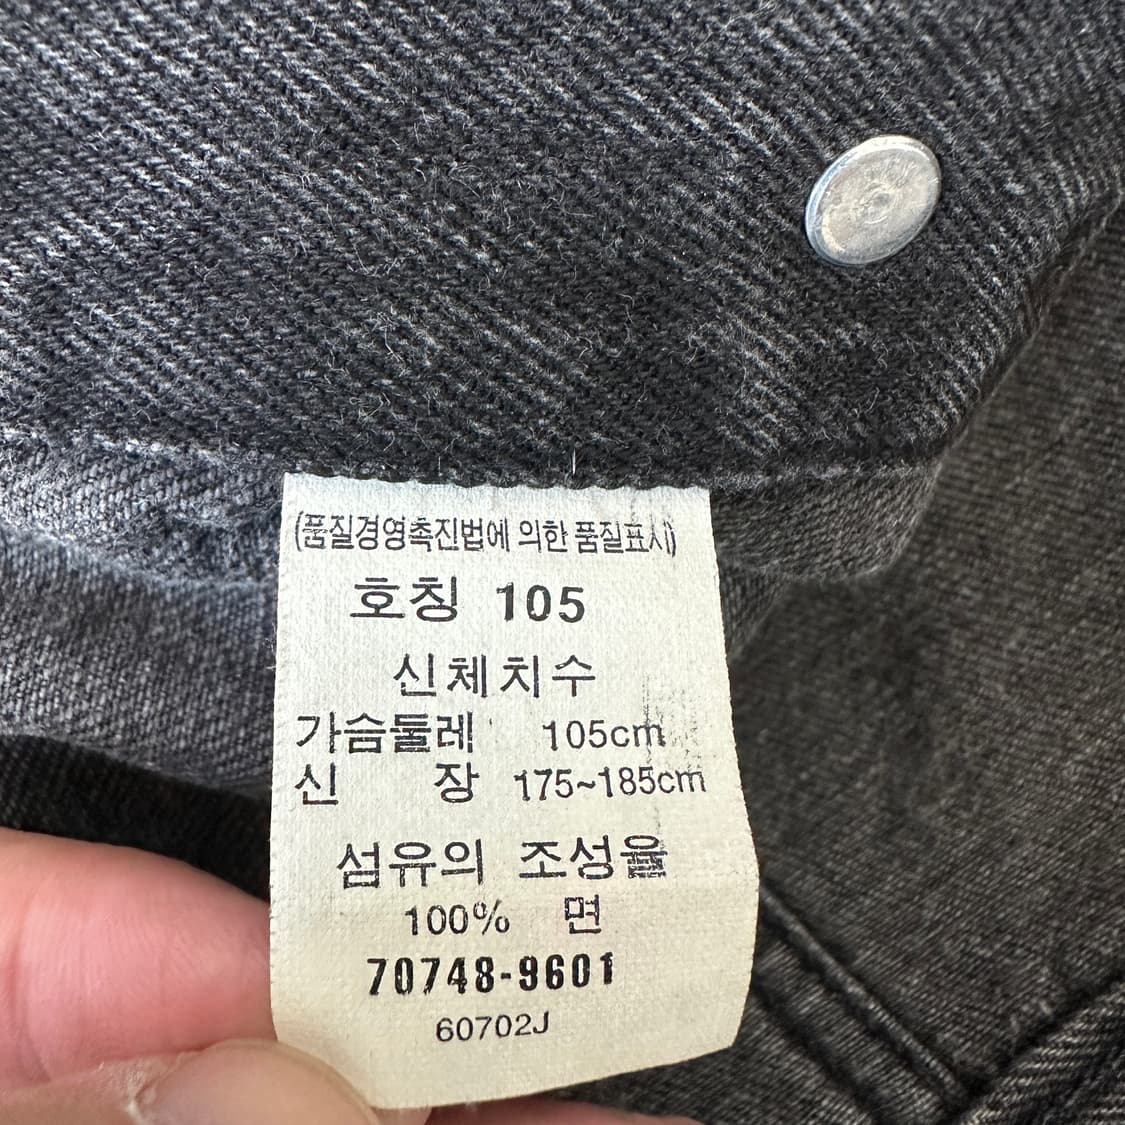 (품질경영촉진법에 의한 품질표시)
호칭 105
신체치수
가슴둘레 105cm
신 장 175~185cm
섬유의 조성율
100% 면
70748-9601
60702J